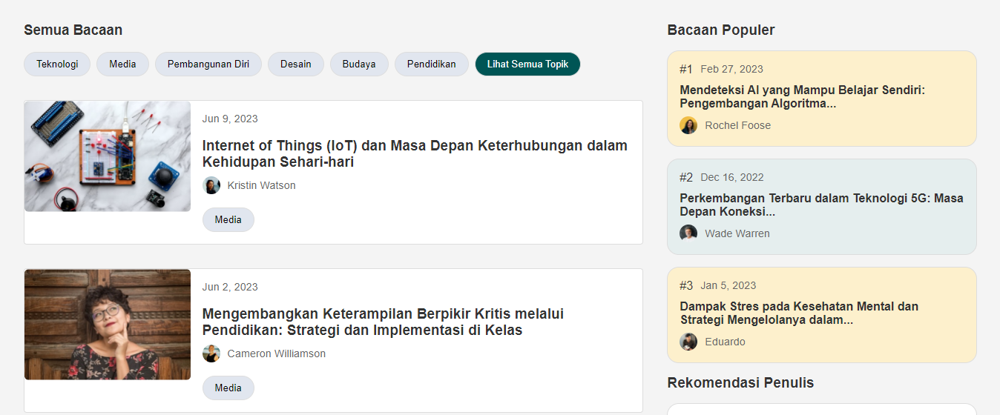 Semua Bacaan
Teknologi
Media
Pembangunan Diri
Desain
Budaya
Pendidikan
Lihat Semua Topik
Jun 9, 2023
Internet of Things (IoT) dan Masa Depan Keterhubungan dalam
Kehidupan Sehari-hari
Kristin Watson
Media
Jun 2, 2023
Mengembangkan Keterampilan Berpikir Kritis melalui
Pendidikan: Strategi dan Implementasi di Kelas
Cameron Williamson
Media
Bacaan Populer
#1 Feb 27, 2023
Mendeteksi AI yang Mampu Belajar Sendiri:
Pengembangan Algoritma...
Rochel Foose
#2 Dec 16, 2022
Perkembangan Terbaru dalam Teknologi 5G: Masa
Depan Koneksi...
Wade Warren
#3 Jan 5, 2023
Dampak Stres pada Kesehatan Mental dan
Strategi Mengelolanya dalam...
Eduardo
Rekomendasi Penulis